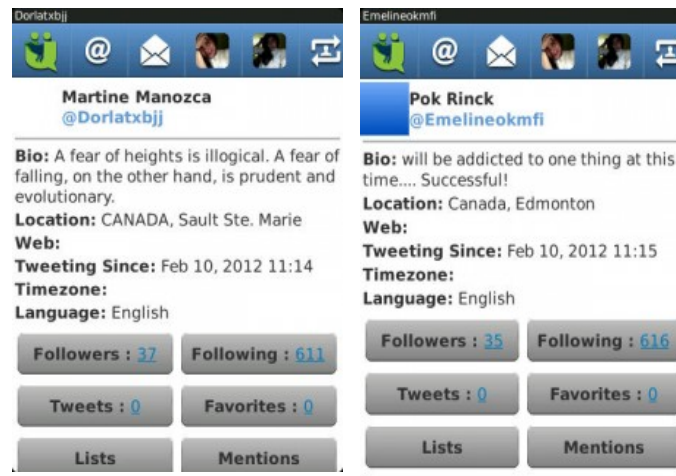 Dorlatxbjj
@
Martine Manozca
@Dorlatxbjj
Bio: A fear of heights is illogical. A fear of
falling, on the other hand, is prudent and
evolutionary.
Location: CANADA, Sault Ste. Marie
Web:
Tweeting Since: Feb 10, 2012 11:14
Timezone:
Language: English
Followers : 37
Following : 611
Tweets : 0
Favorites : 0
Lists
Mentions
Emelineokmfi
@
Pok Rinck
@Emelineokmfi
Bio: will be addicted to one thing at this
time.... Successful!
Location: Canada, Edmonton
Web:
Tweeting Since: Feb 10, 2012 11:15
Timezone:
Language: English
Followers : 35
Following : 616
Tweets : 0
Favorites : 0
Lists
Mentions